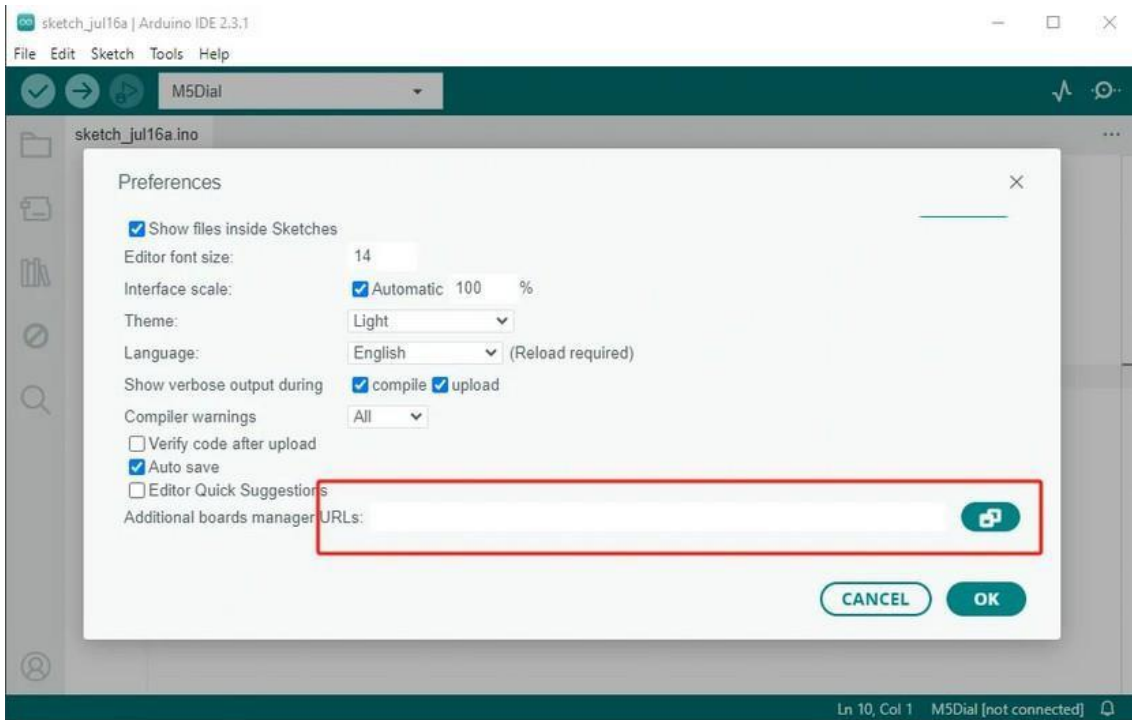 sketch_jul16a | Arduino IDE 2.3.1
File Edit Sketch Tools Help
M5Dial
sketch_jul16a.ino
Preferences
Show files inside Sketches
Editor font size: 14
Interface scale: Automatic 100 %
Theme: Light
Language: English (Reload required)
Show verbose output during compile upload
Compiler warnings All
Verify code after upload
Auto save
Editor Quick Suggestions
Additional boards manager URLs:
CANCEL OK
Ln 10, Col 1 M5Dial [not connected]